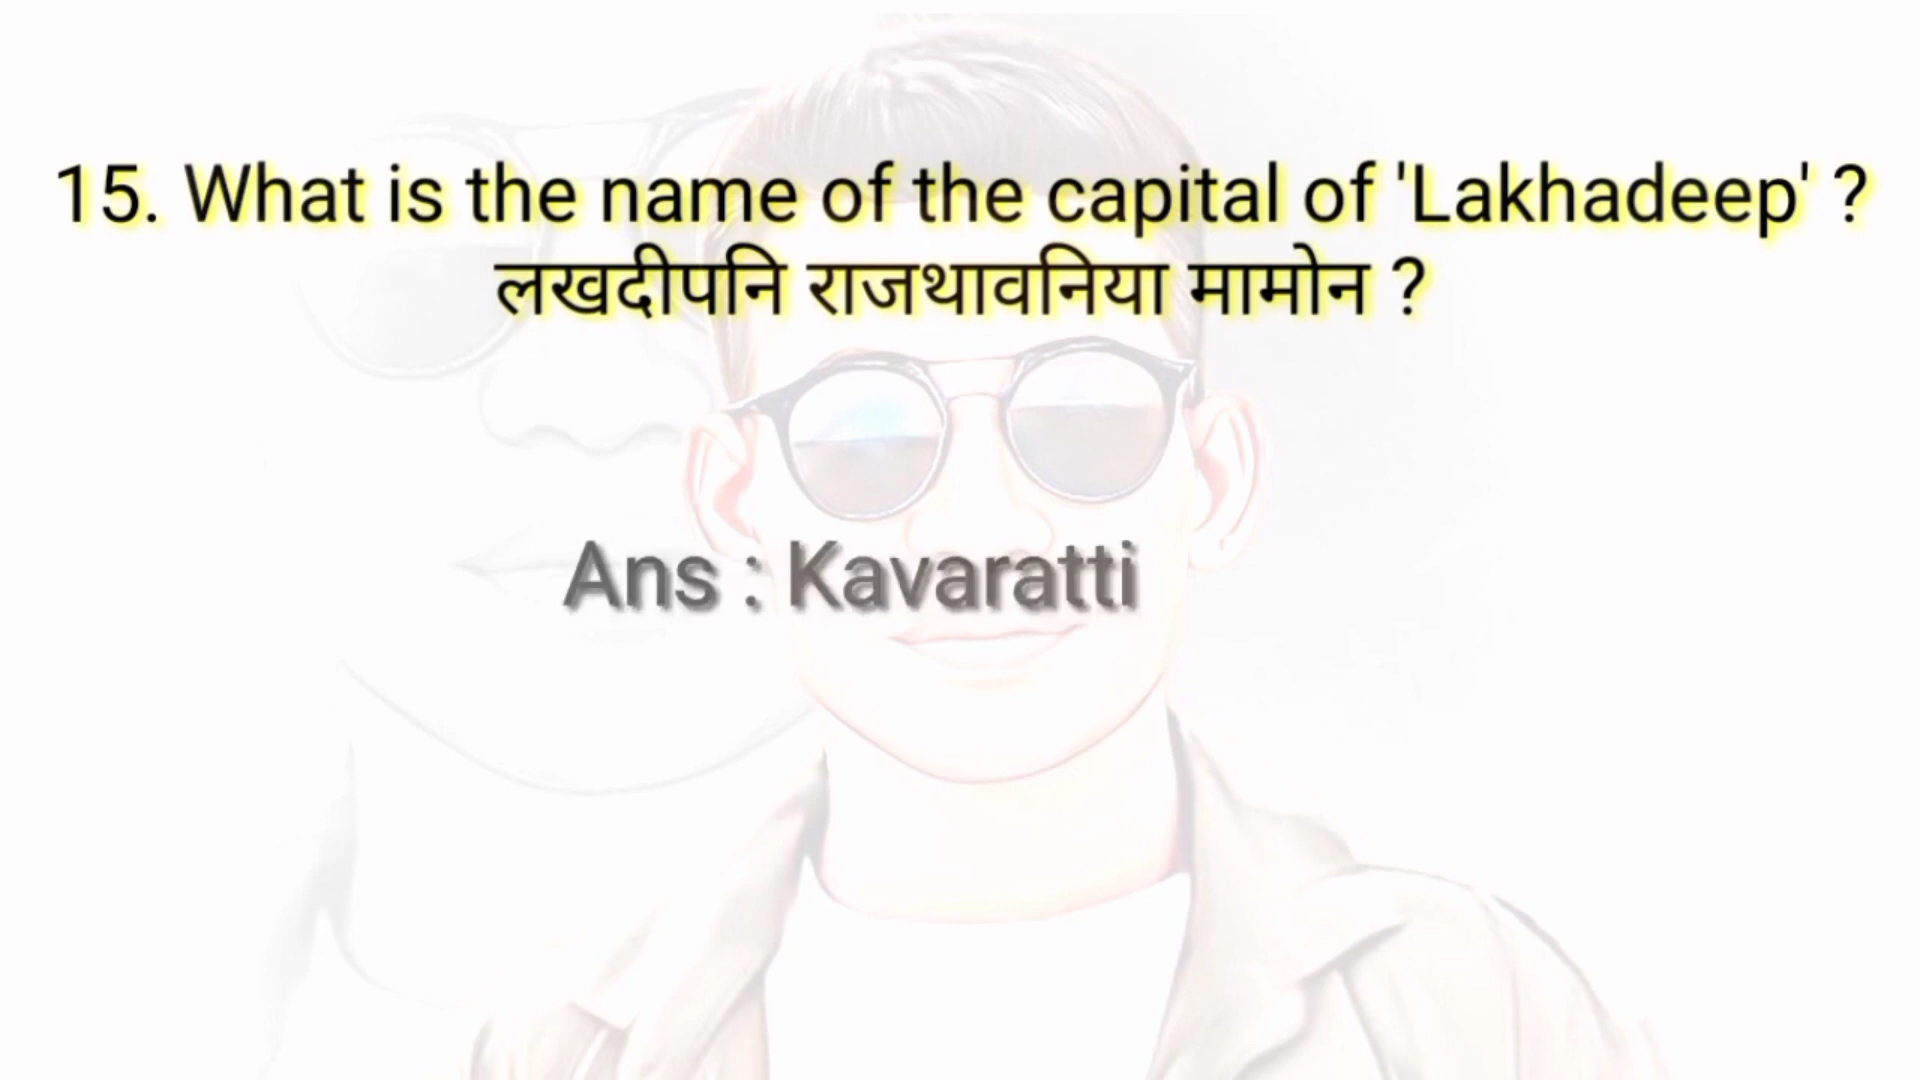 15. What is the name of the capital of 'Lakhadeep' ?
लखदीपनि राजथावनिया मामोन ?
Ans : Kavaratti